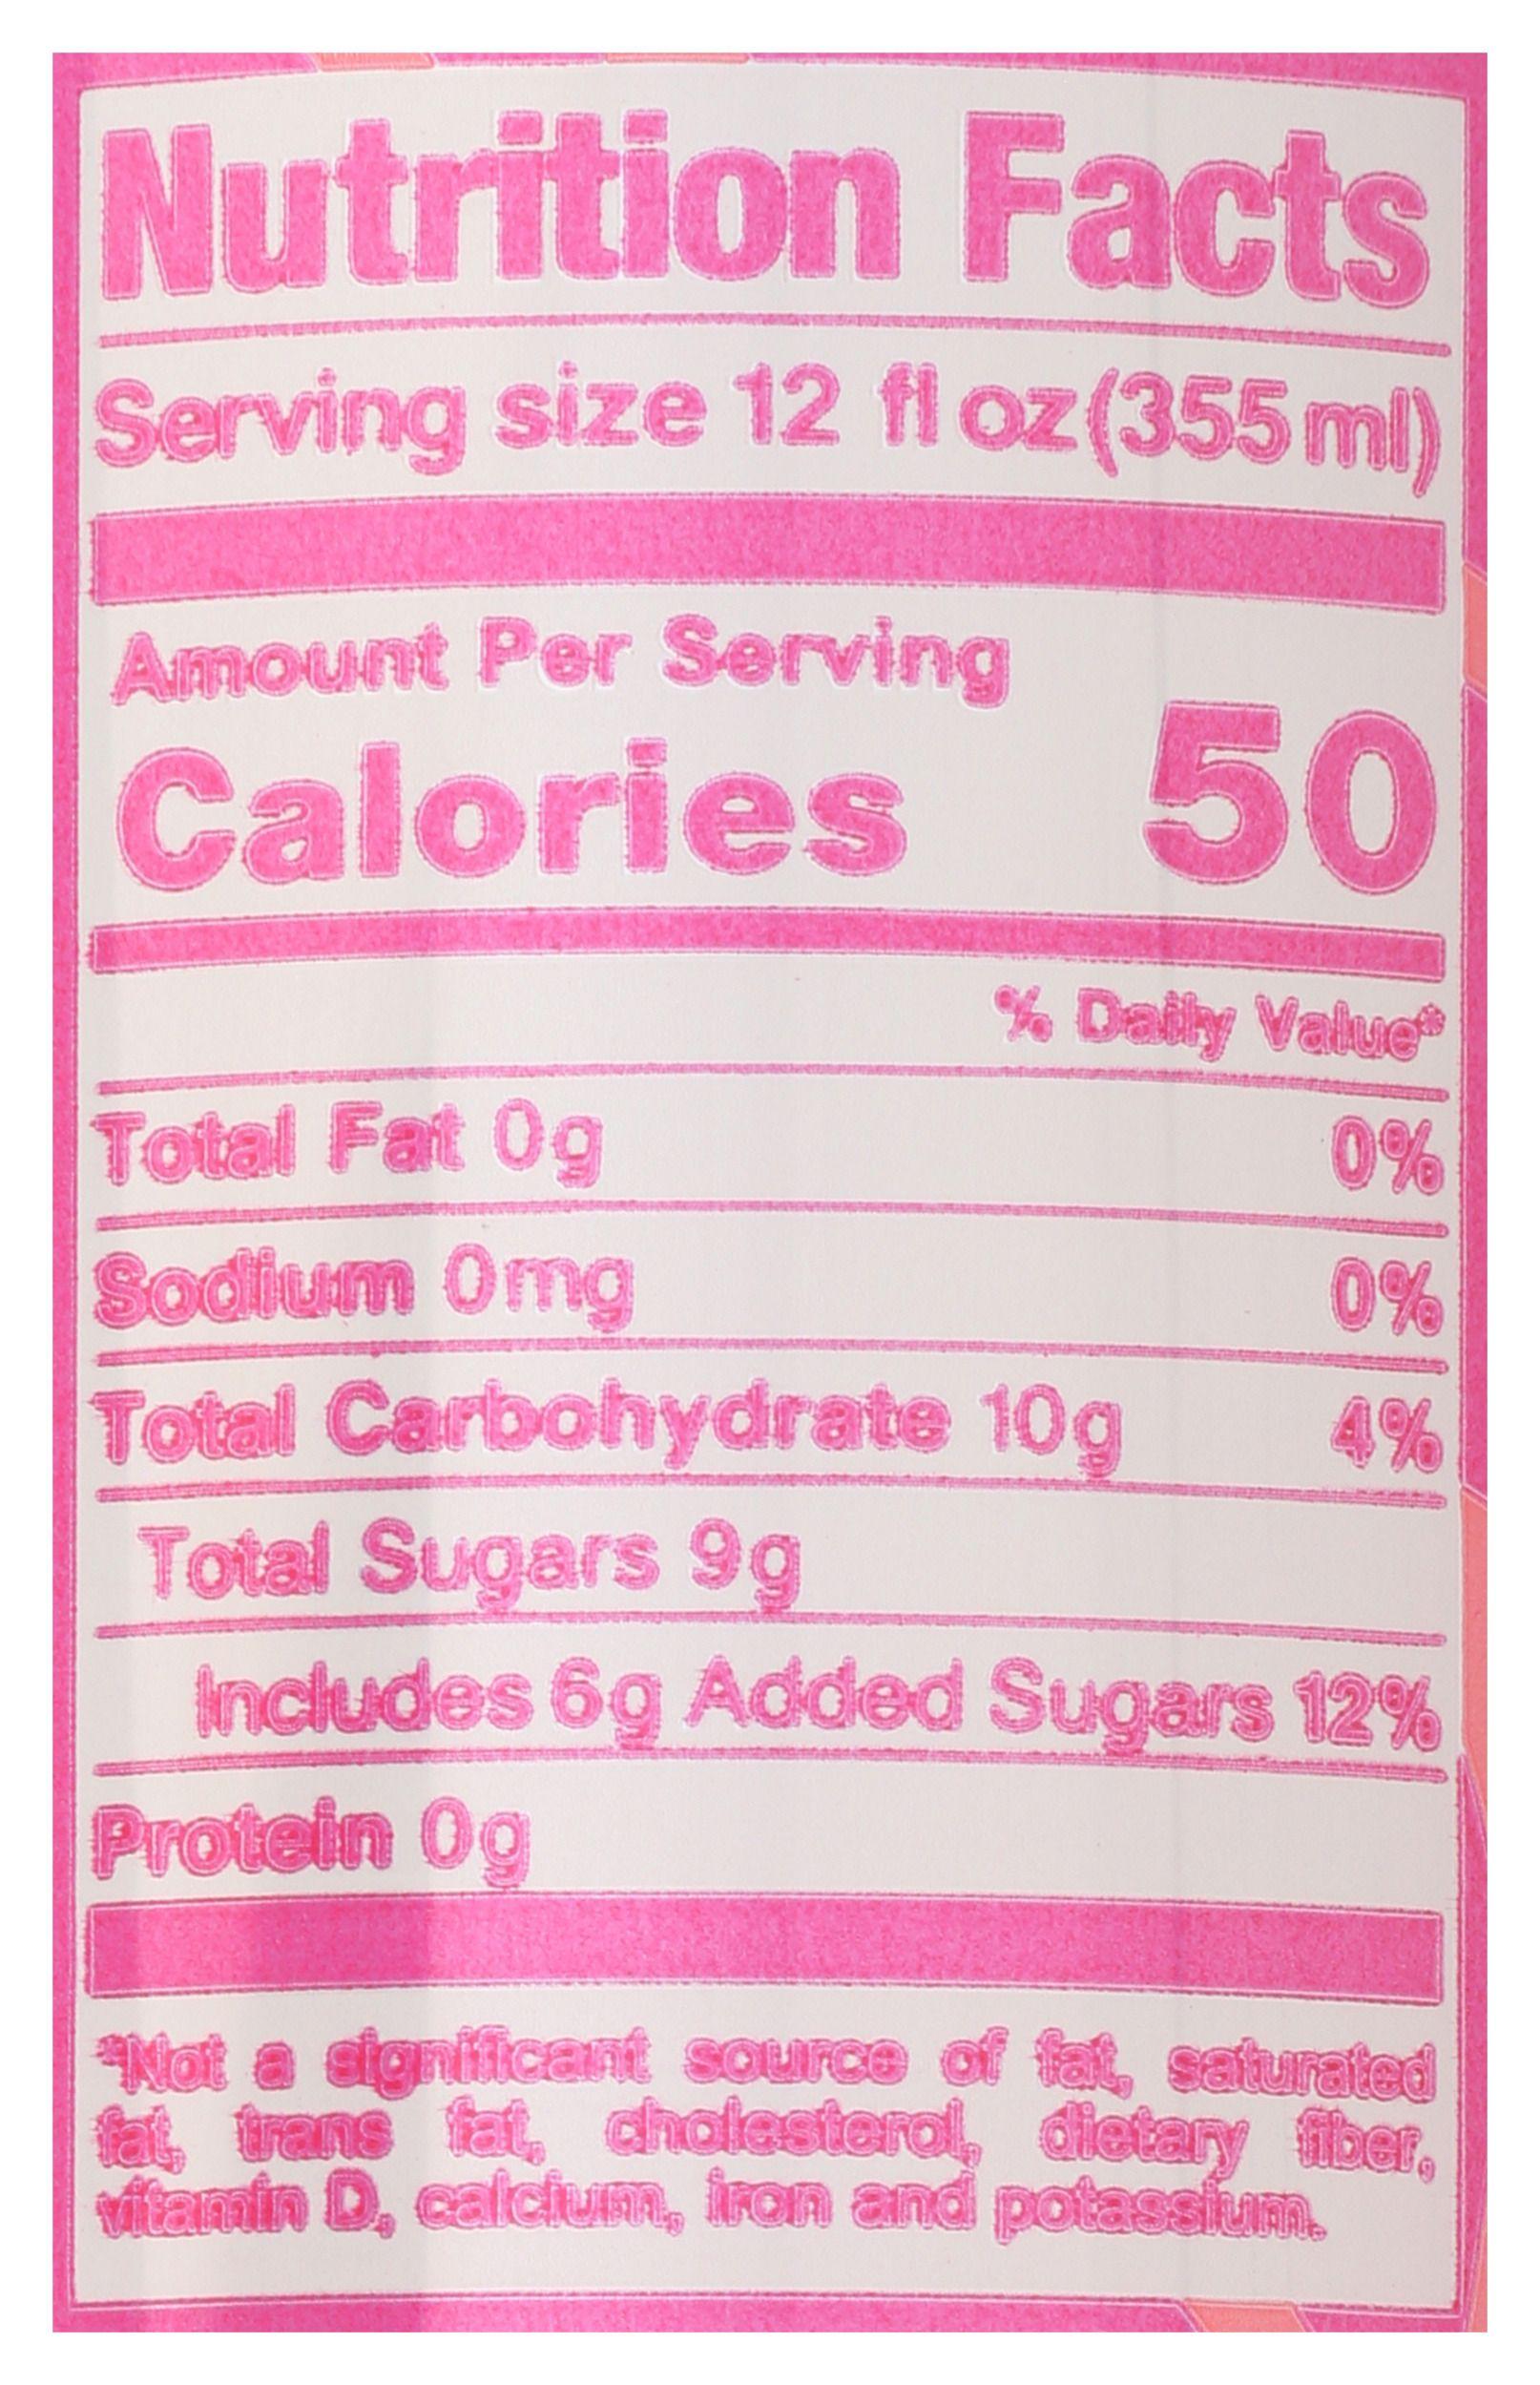 Nutrition Facts
Serving size 12 fl oz (355 ml)
Amount Per Serving
Calories 50
% Daily Value*
Total Fat 0g 0%
Sodium 0mg 0%
Total Carbohydrate 10g 4%
Total Sugars 9g
Includes 6g Added Sugars 12%
Protein 0g
*Not a significant source of fat, saturated
fat, trans fat, cholesterol, dietary fiber,
vitamin D, calcium, iron and potassium.